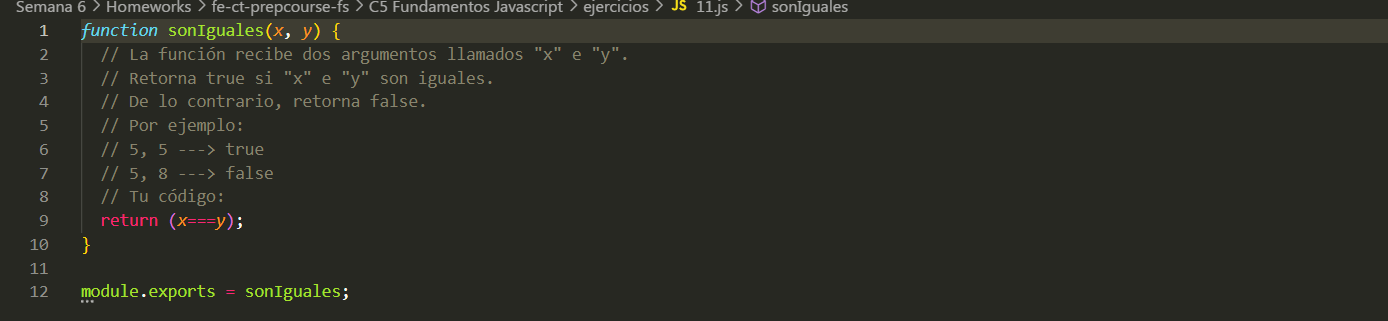 Semana 6 > Homeworks > fe-ct-prepcourse-fs > C5 Fundamentos Javascript > ejercicios > JS 11.js > sonIguales
1 function sonIguales(x, y) {
2 // La función recibe dos argumentos llamados "x" e "y".
3 // Retorna true si "x" e "y" son iguales.
4 // De lo contrario, retorna false.
5 // Por ejemplo:
6 // 5, 5 ---> true
7 // 5, 8 ---> false
8 // Tu código:
9 return (x===y);
10 }
11
12 module.exports = sonIguales;